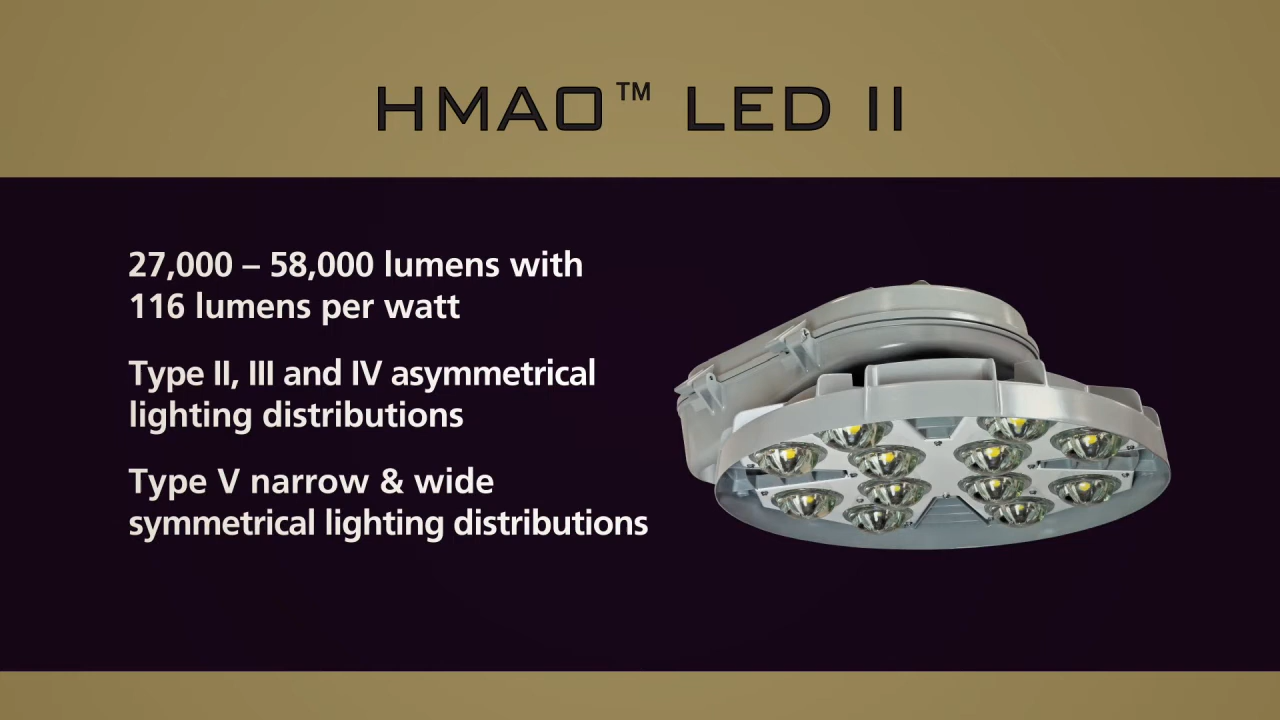 HMAO™ LED II
27,000 – 58,000 lumens with
116 lumens per watt
Type II, III and IV asymmetrical
lighting distributions
Type V narrow & wide
symmetrical lighting distributions